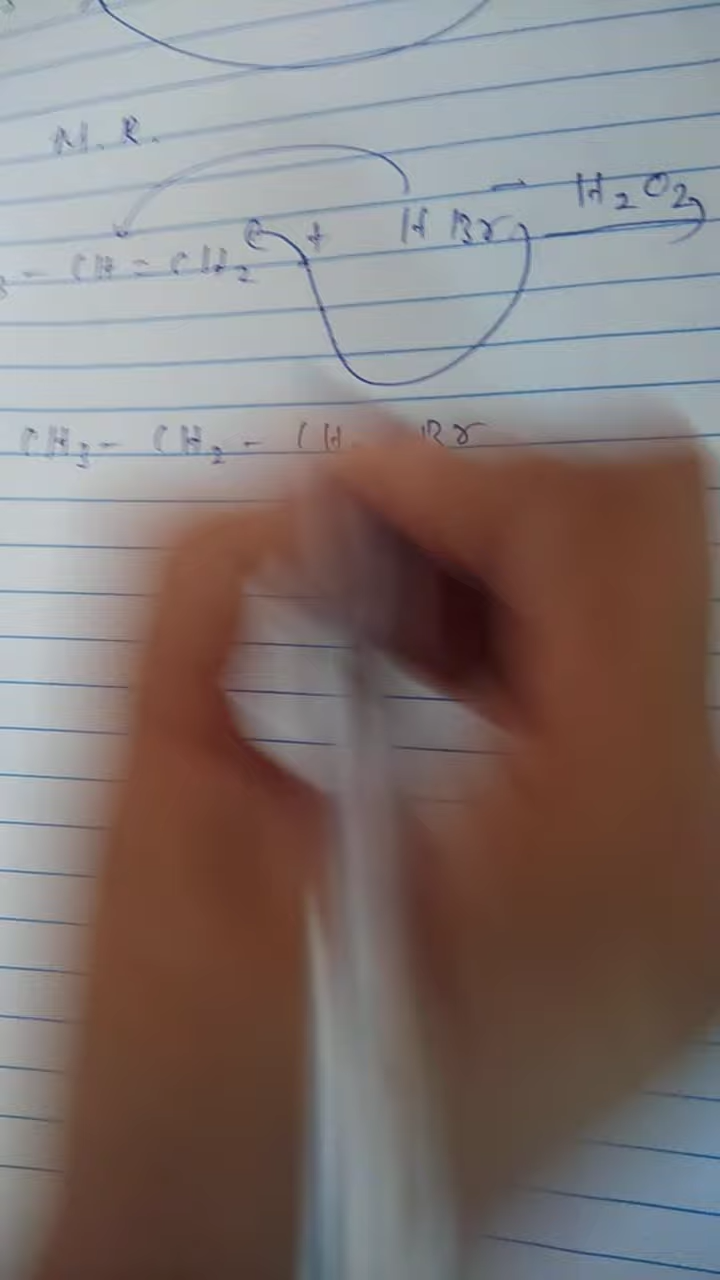 M.R.
- CH = CH2 + HBr → H2O2
CH3 - CH2 - CH Br